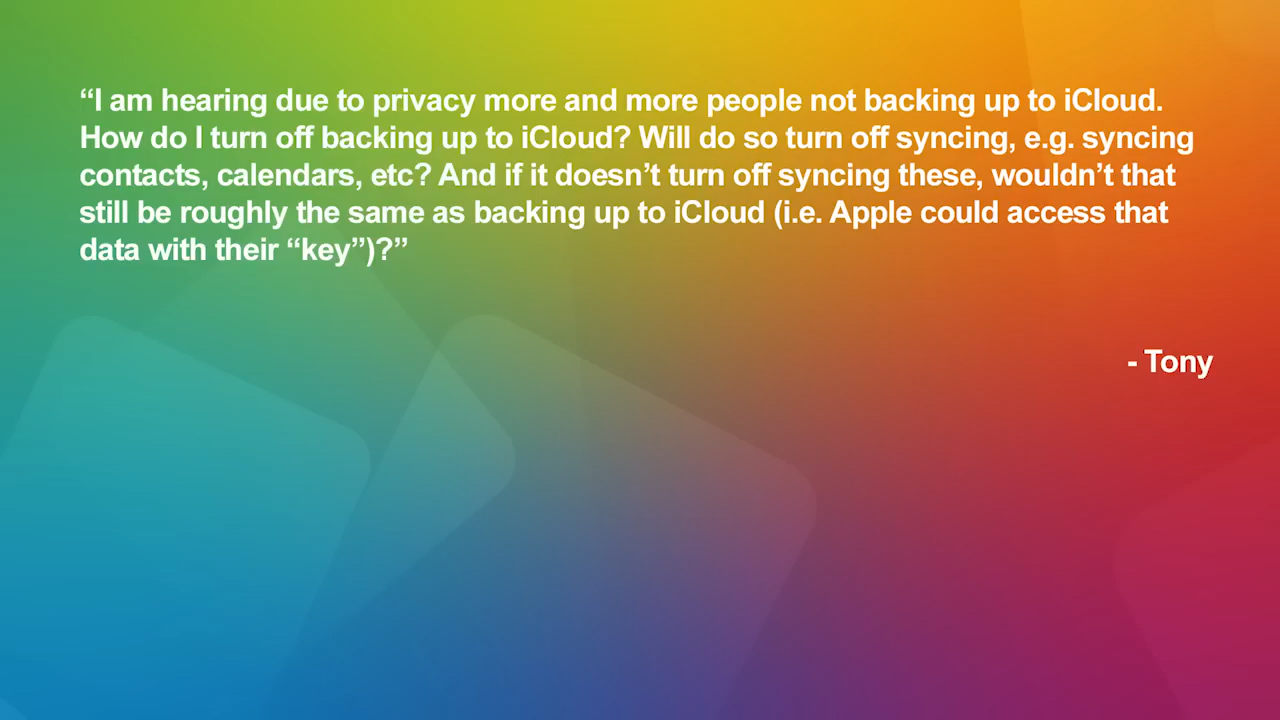 “I am hearing due to privacy more and more people not backing up to iCloud.
How do I turn off backing up to iCloud? Will do so turn off syncing, e.g. syncing
contacts, calendars, etc? And if it doesn’t turn off syncing these, wouldn’t that
still be roughly the same as backing up to iCloud (i.e. Apple could access that
data with their “key”)?”
- Tony